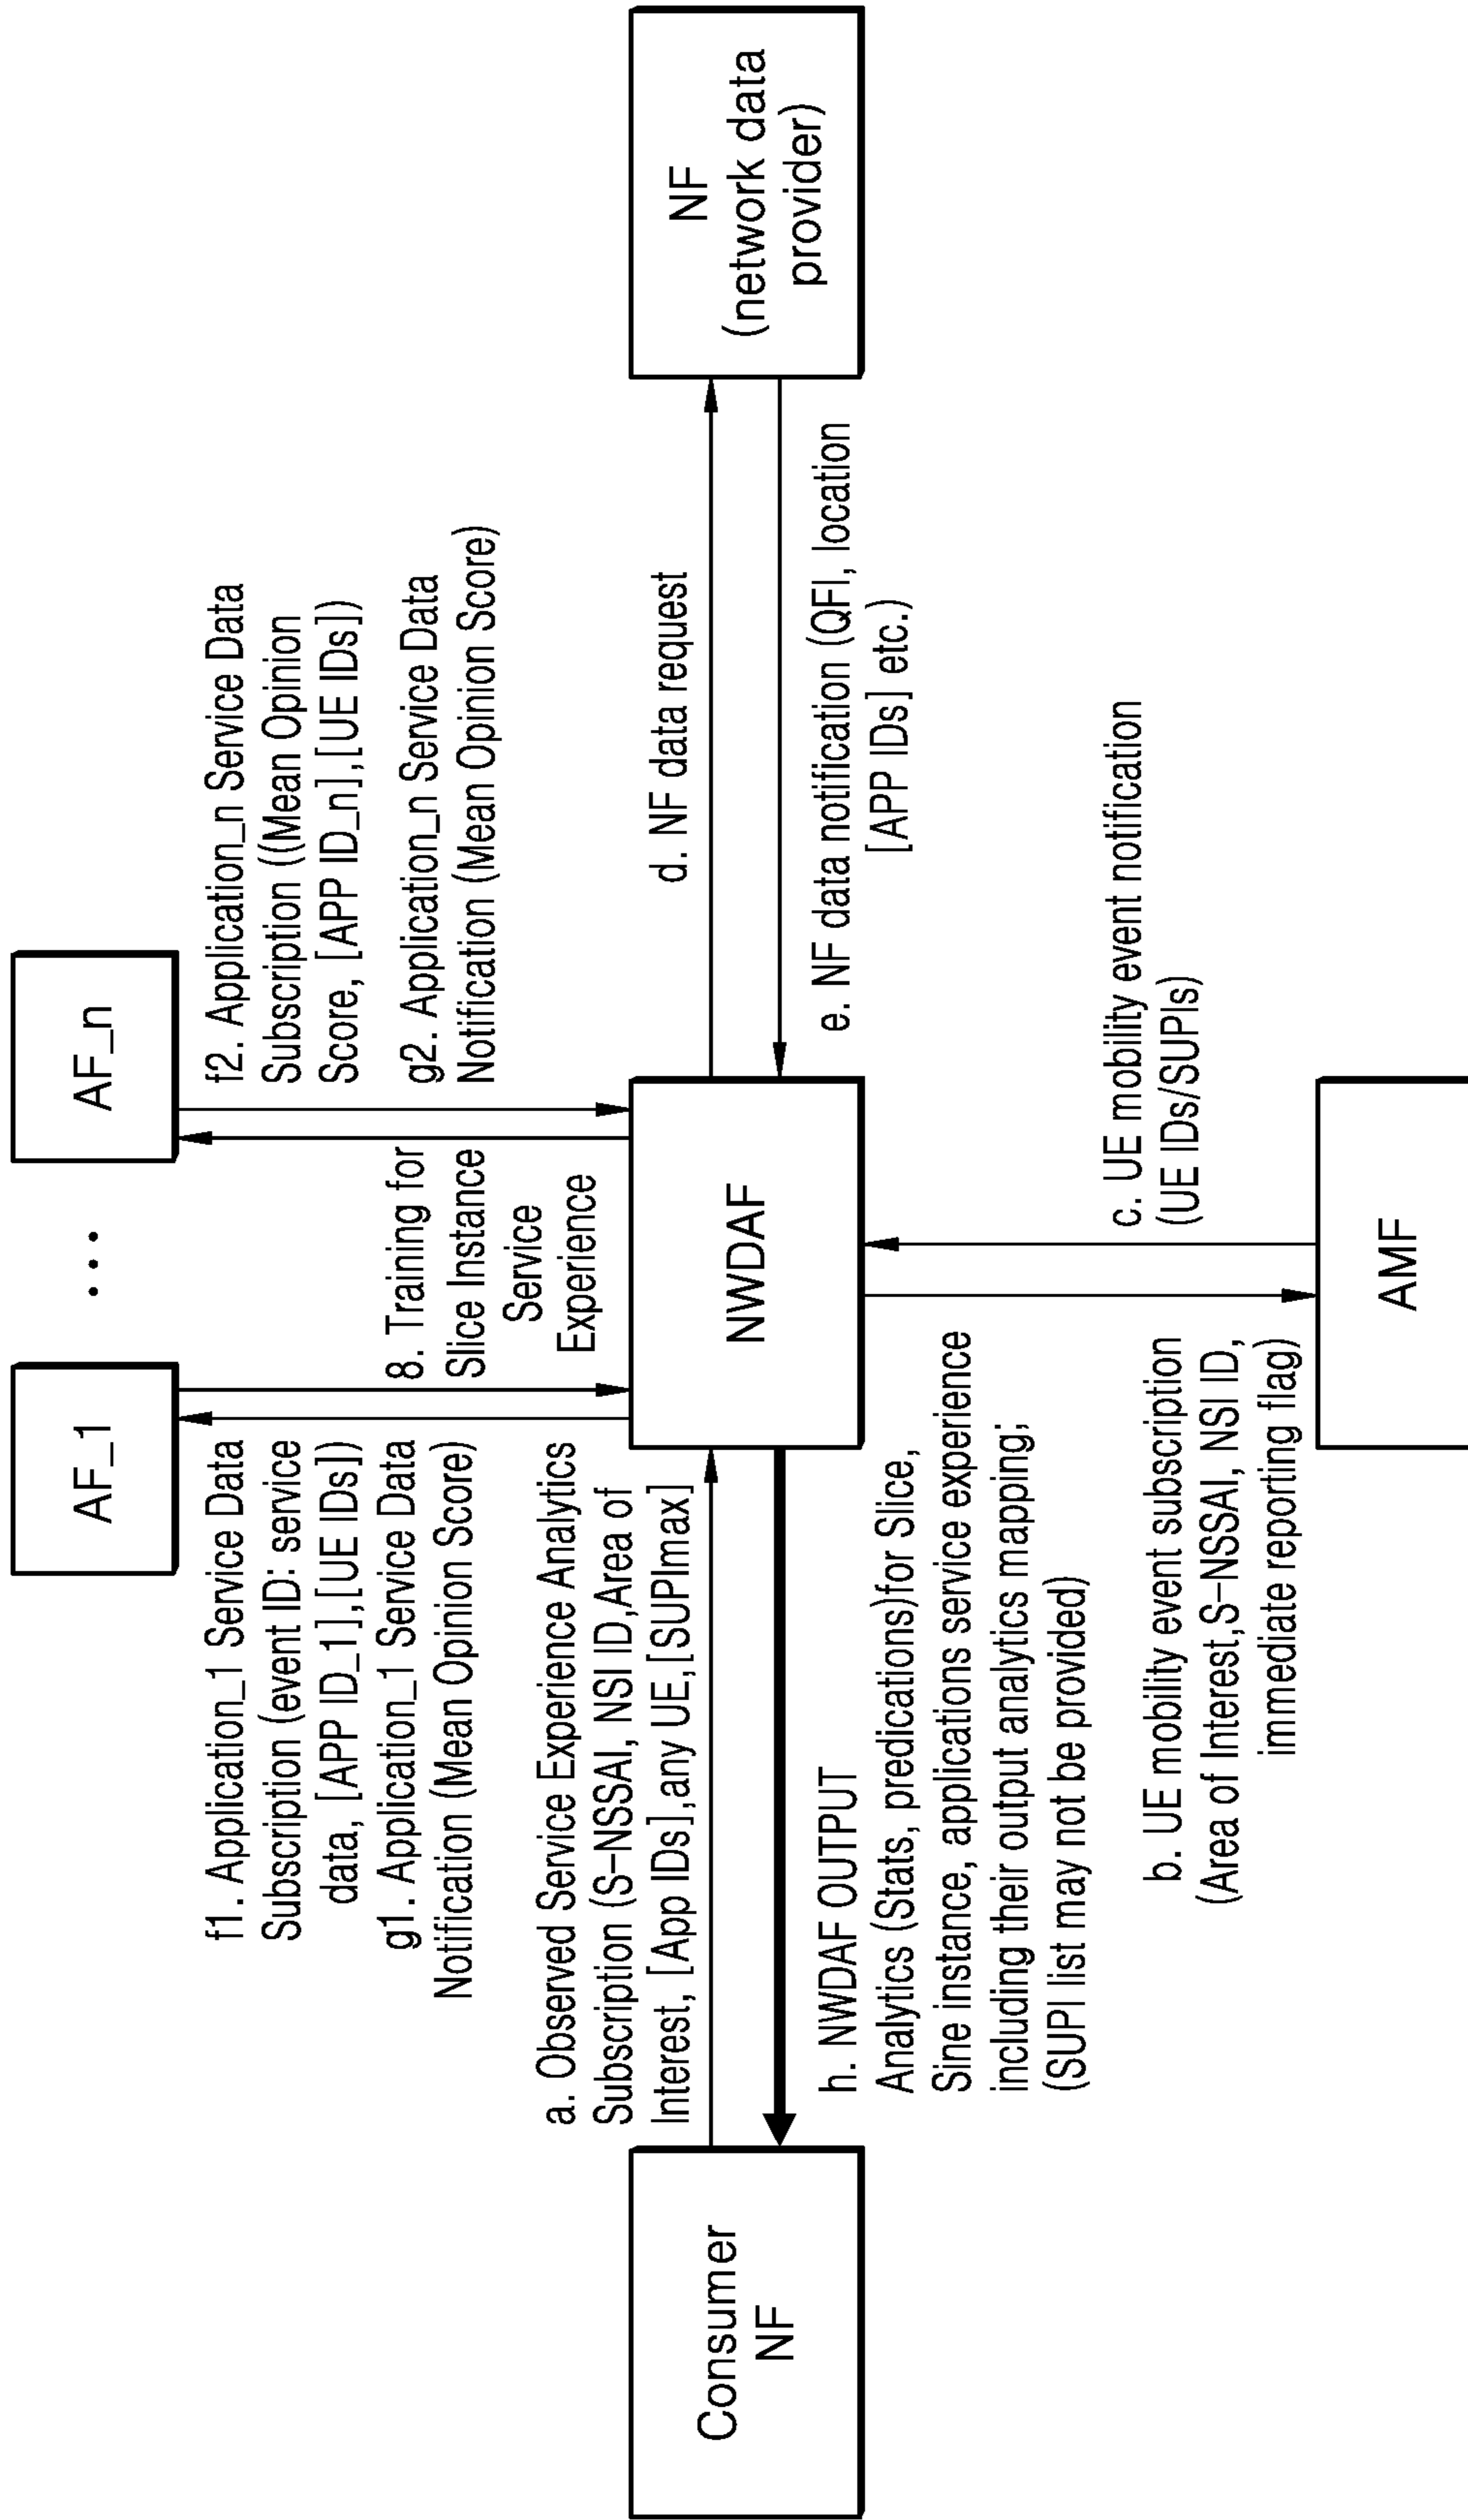 AF_1
AF_n
f1. Application_1 Service Data
Subscription (event ID: service
data, [APP ID_1],[UE IDs])
g1. Application_1 Service Data
Notification (Mean Opinion Score)
8. Training for
Slice Instance
Service
Experience
f2. Application_n Service Data
Subscription ((Mean Opinion
Score, [APP ID_n],[UE IDs])
g2. Application_n Service Data
Notification (Mean Opinion Score)
a. Observed Service Experience Analytics
Subscription (S-NSSAI, NSI ID,Area of
Interest, [App IDs],any UE,[SUPImax]
d. NF data request
Consumer
NF
NWDAF
NF
(network data
provider)
h. NWDAF OUTPUT
Analytics (Stats, predications)for Slice,
Sine instance, applications service experience
including their output analytics mapping;
(SUPI list may not be provided)
e. NF data notification (QFI, location
[APP IDs] etc.)
b. UE mobility event subscription
(Area of Interest,S-NSSAI, NSI ID,
immediate reporting flag)
c. UE mobility event notification
(UE IDs/SUPIs)
AMF